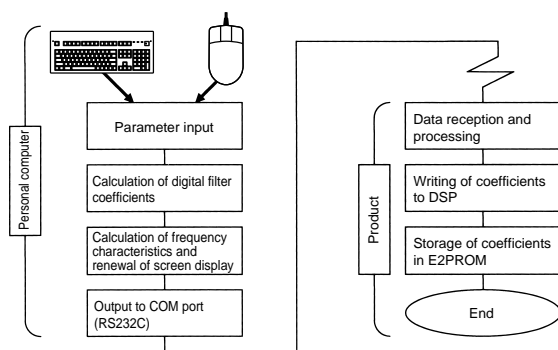 Personal computer
Parameter input
Calculation of digital filter
coefficients
Calculation of frequency
characteristics and
renewal of screen display
Output to COM port
(RS232C)
Product
Data reception and
processing
Writing of coefficients
to DSP
Storage of coefficients
in E2PROM
End